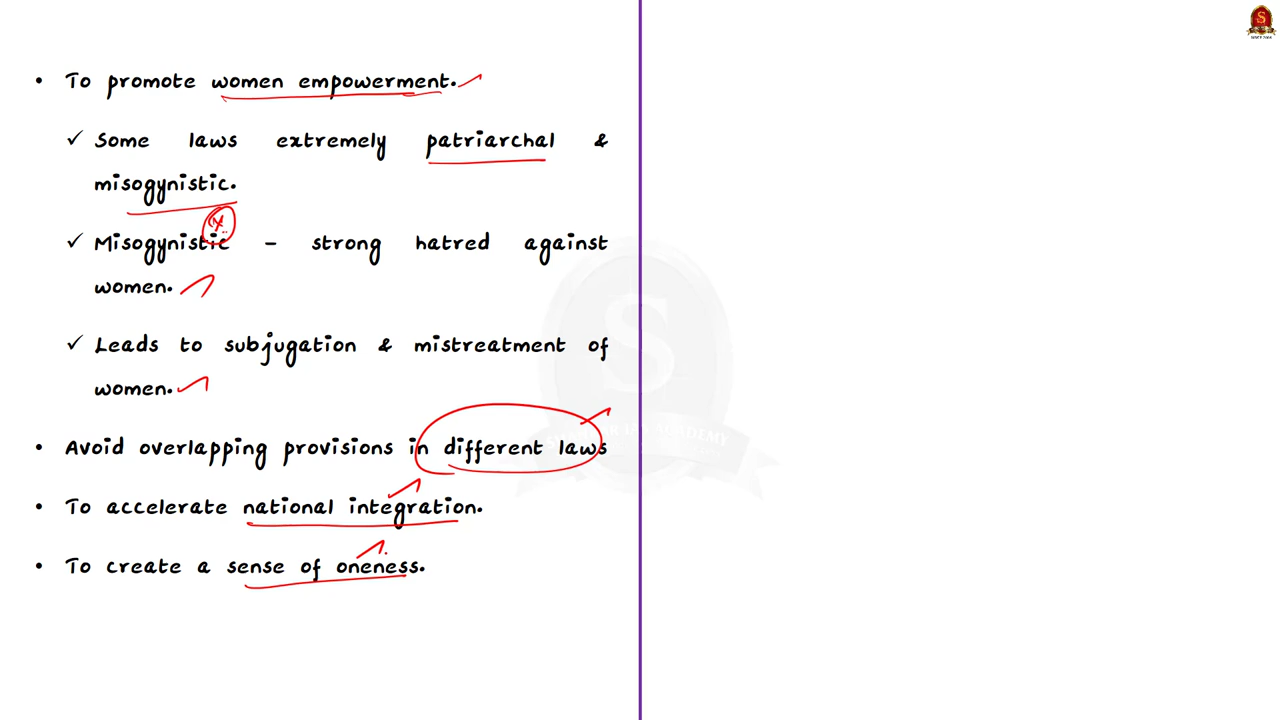 • To promote women empowerment.
✓ Some laws extremely patriarchal &
misogynistic.
✓ Misogynistic - strong hatred against
women.
✓ Leads to subjugation & mistreatment of
women.
• Avoid overlapping provisions in different laws
• To accelerate national integration.
• To create a sense of oneness.
S
ACADEMY